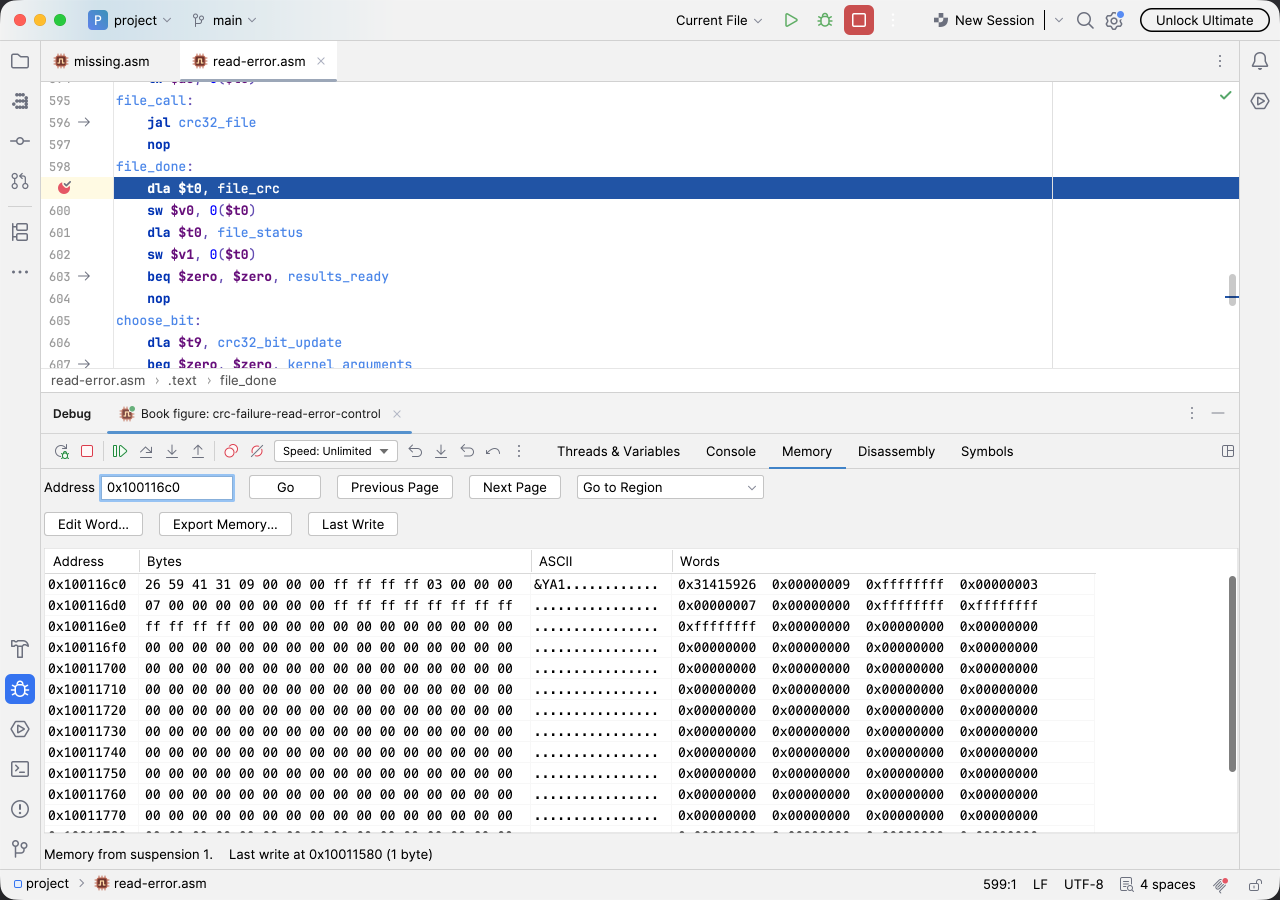 P project main Current File New Session Unlock Ultimate
missing.asm read-error.asm
595 file_call:
596 jal crc32_file
597 nop
598 file_done:
dla $t0, file_crc
600 sw $v0, 0($t0)
601 dla $t0, file_status
602 sw $v1, 0($t0)
603 beq $zero, $zero, results_ready
604 nop
605 choose_bit:
606 dla $t9, crc32_bit_update
607 beq $zero, $zero, kernel_arguments
read-error.asm › .text › file_done
Debug Book figure: crc-failure-read-error-control
Speed: Unlimited Threads & Variables Console Memory Disassembly Symbols
Address 0x100116c0 Go Previous Page Next Page Go to Region
Edit Word... Export Memory... Last Write
Address Bytes ASCII Words
0x100116c0 26 59 41 31 09 00 00 00 ff ff ff ff 03 00 00 00 &YA1............ 0x31415926 0x00000009 0xffffffff 0x00000003
0x100116d0 07 00 00 00 00 00 00 00 ff ff ff ff ff ff ff ff ................ 0x00000007 0x00000000 0xffffffff 0xffffffff
0x100116e0 ff ff ff ff 00 00 00 00 00 00 00 00 00 00 00 00 ................ 0xffffffff 0x00000000 0x00000000 0x00000000
0x100116f0 00 00 00 00 00 00 00 00 00 00 00 00 00 00 00 00 ................ 0x00000000 0x00000000 0x00000000 0x00000000
0x10011700 00 00 00 00 00 00 00 00 00 00 00 00 00 00 00 00 ................ 0x00000000 0x00000000 0x00000000 0x00000000
0x10011710 00 00 00 00 00 00 00 00 00 00 00 00 00 00 00 00 ................ 0x00000000 0x00000000 0x00000000 0x00000000
0x10011720 00 00 00 00 00 00 00 00 00 00 00 00 00 00 00 00 ................ 0x00000000 0x00000000 0x00000000 0x00000000
0x10011730 00 00 00 00 00 00 00 00 00 00 00 00 00 00 00 00 ................ 0x00000000 0x00000000 0x00000000 0x00000000
0x10011740 00 00 00 00 00 00 00 00 00 00 00 00 00 00 00 00 ................ 0x00000000 0x00000000 0x00000000 0x00000000
0x10011750 00 00 00 00 00 00 00 00 00 00 00 00 00 00 00 00 ................ 0x00000000 0x00000000 0x00000000 0x00000000
0x10011760 00 00 00 00 00 00 00 00 00 00 00 00 00 00 00 00 ................ 0x00000000 0x00000000 0x00000000 0x00000000
0x10011770 00 00 00 00 00 00 00 00 00 00 00 00 00 00 00 00 ................ 0x00000000 0x00000000 0x00000000 0x00000000
Memory from suspension 1. Last write at 0x10011580 (1 byte)
project › read-error.asm 599:1 LF UTF-8 4 spaces